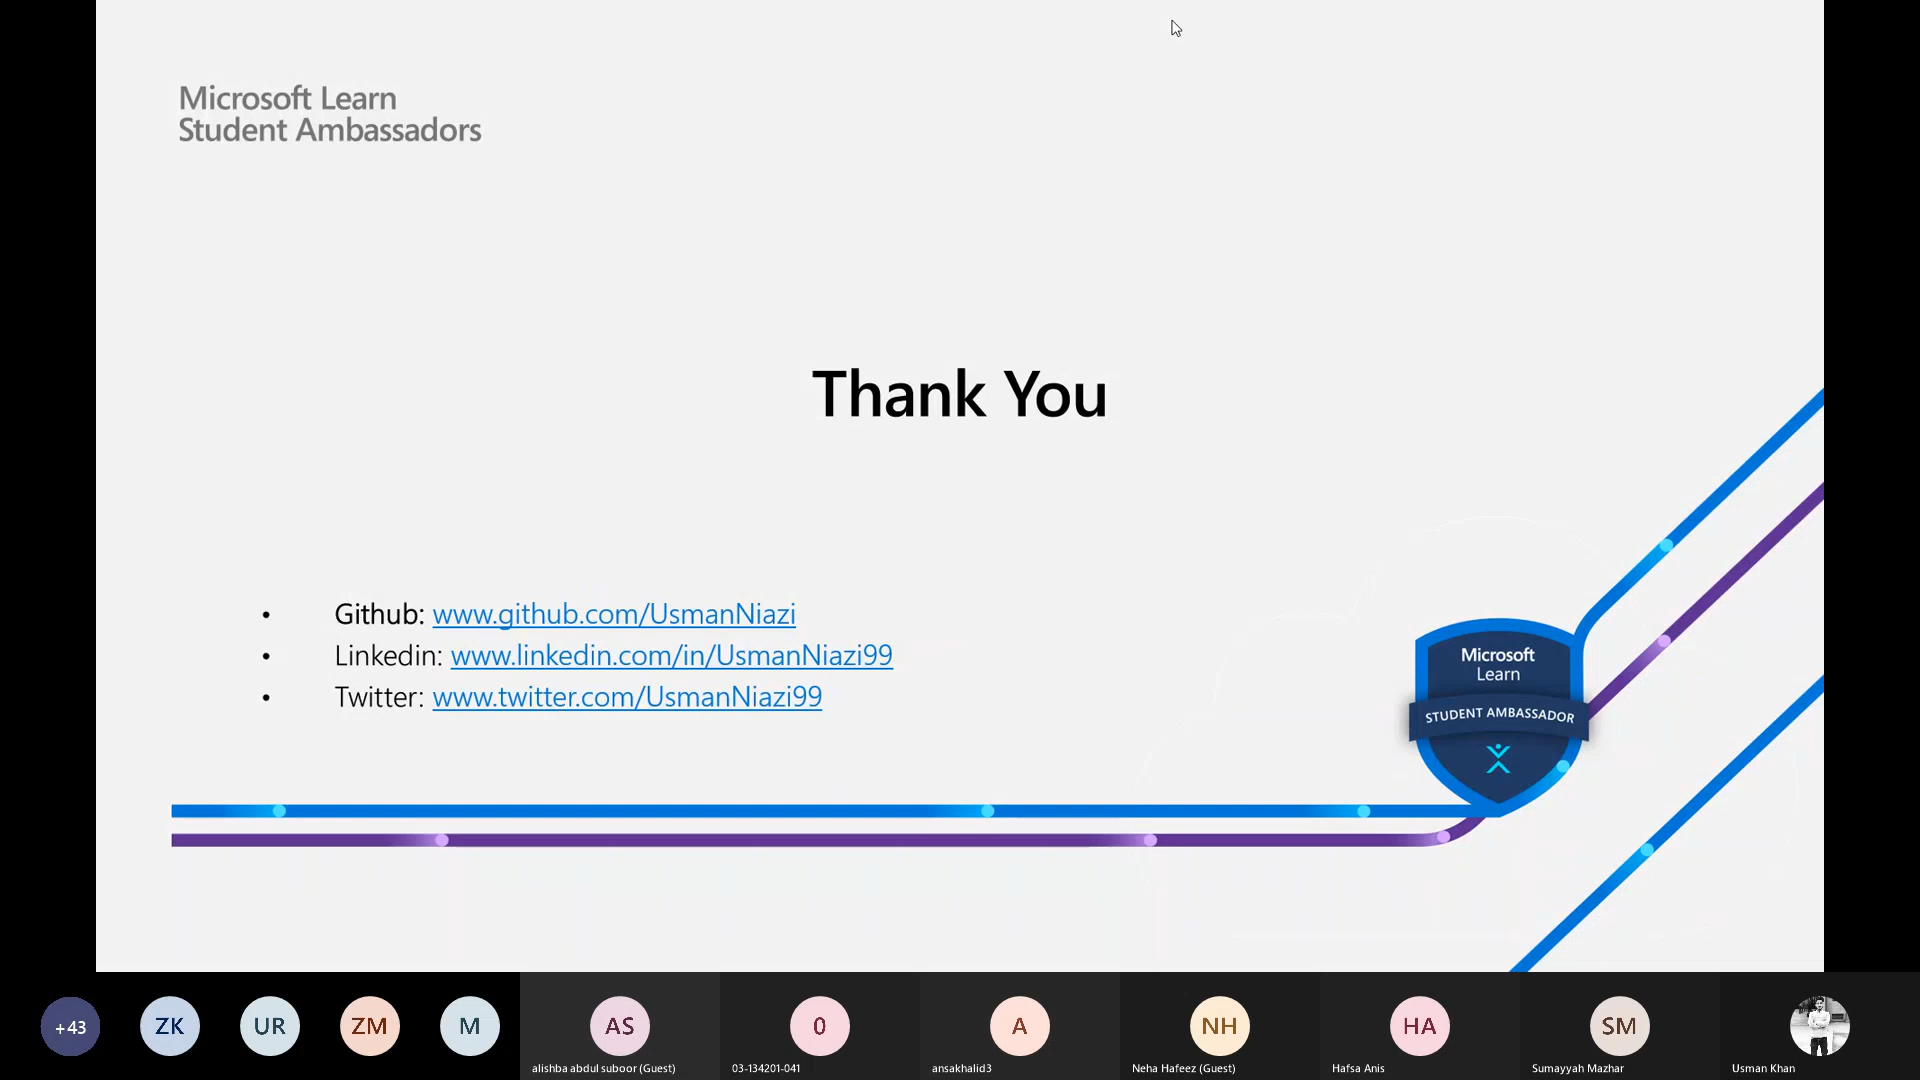 Microsoft Learn
Student Ambassadors
Thank You
• Github: www.github.com/UsmanNiazi
• Linkedin: www.linkedin.com/in/UsmanNiazi99
• Twitter: www.twitter.com/UsmanNiazi99
Microsoft
Learn
STUDENT AMBASSADOR
+43
ZK
UR
ZM
M
AS
0
A
NH
HA
SM
alishba abdul suboor (Guest)
03-134201-041
ansakhalid3
Neha Hafeez (Guest)
Hafsa Anis
Sumayyah Mazhar
Usman Khan